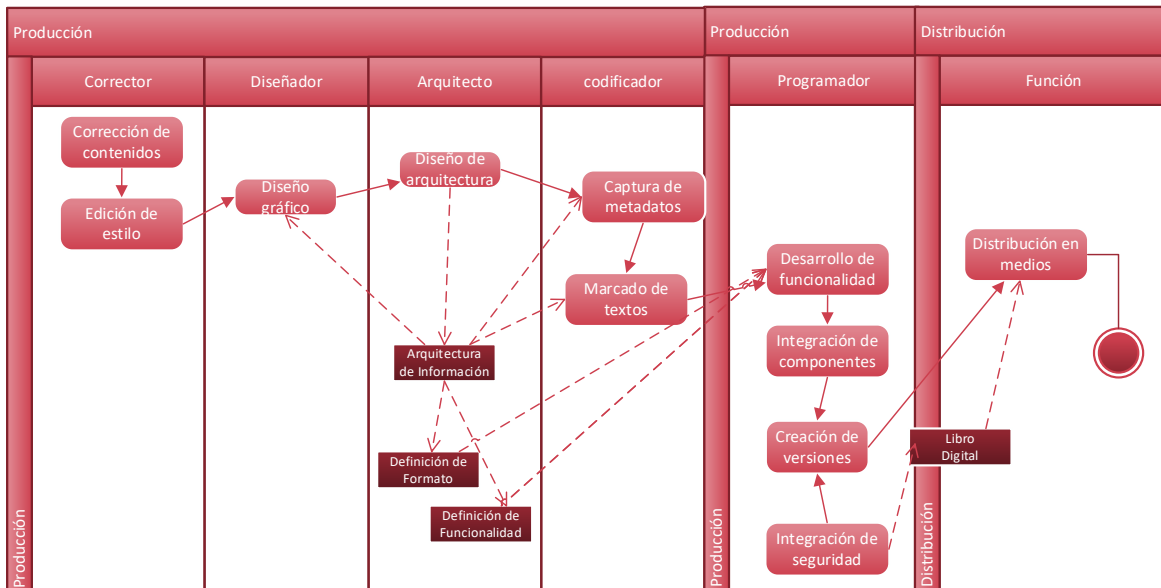 Producción
Producción
Distribución
Corrector
Diseñador
Arquitecto
codificador
Programador
Función
Corrección de
contenidos
Edición de
estilo
Diseño
gráfico
Diseño de
arquitectura
Captura de
metadatos
Marcado de
textos
Arquitectura
de Información
Definición de
Formato
Definición de
Funcionalidad
Desarrollo de
funcionalidad
Integración de
componentes
Creación de
versiones
Integración de
seguridad
Distribución en
medios
Libro
Digital
Producción
Producción
Distribución